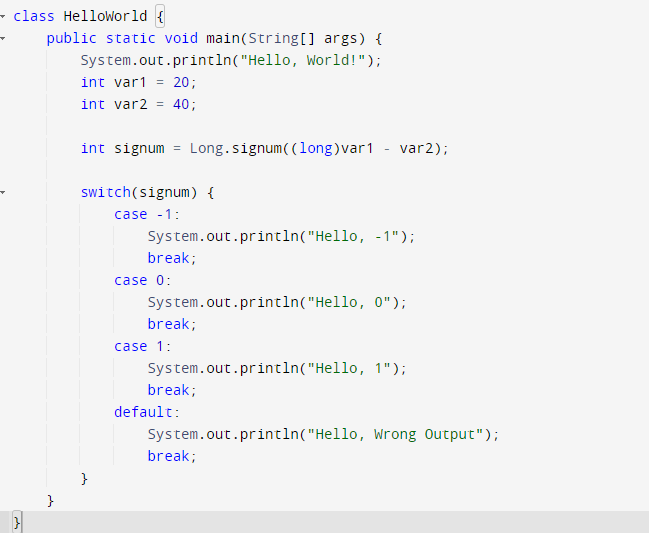 class HelloWorld {
    public static void main(String[] args) {
        System.out.println("Hello, World!");
        int var1 = 20;
        int var2 = 40;

        int signum = Long.signum((long)var1 - var2);

        switch(signum) {
            case -1:
                System.out.println("Hello, -1");
                break;
            case 0:
                System.out.println("Hello, 0");
                break;
            case 1:
                System.out.println("Hello, 1");
                break;
            default:
                System.out.println("Hello, Wrong Output");
                break;
        }
    }
}